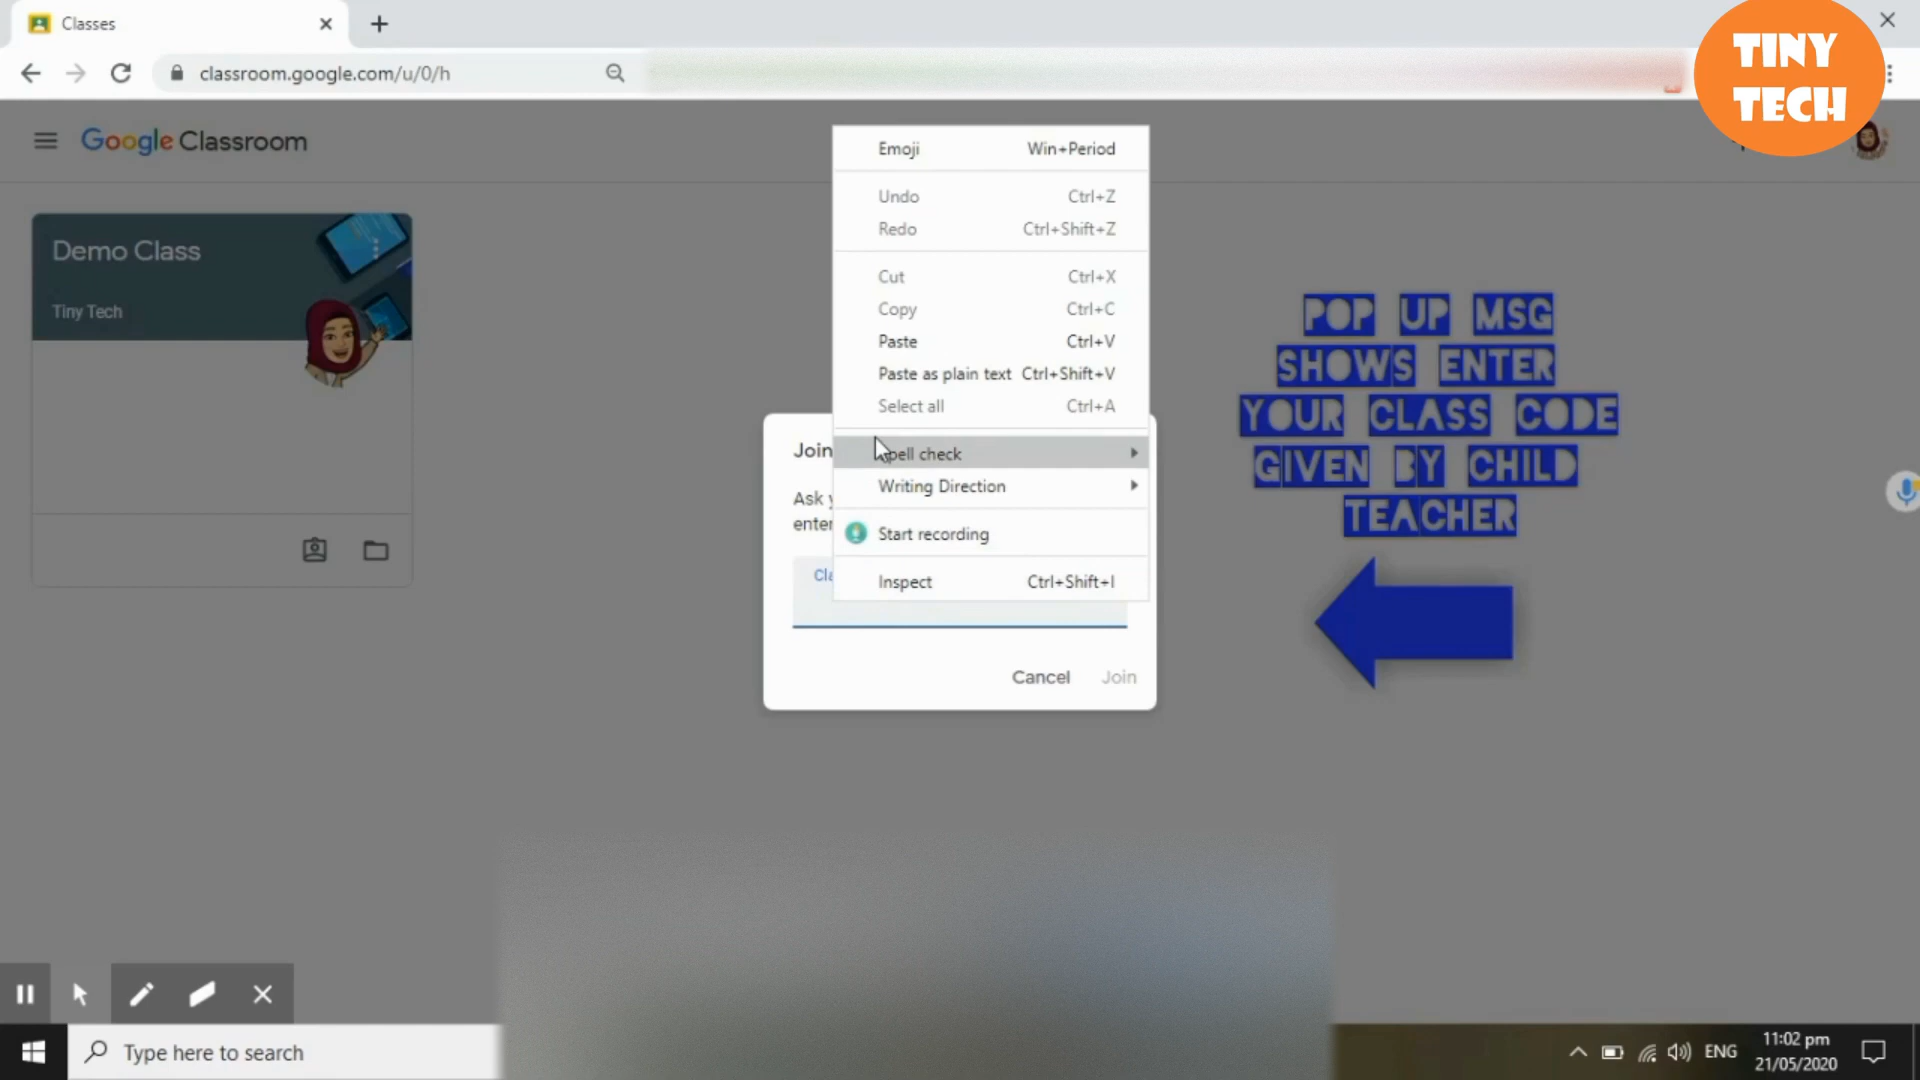 Classes
TINY
TECH
classroom.google.com/u/0/h
Google Classroom
Demo Class
Tiny Tech
Emoji Win+Period
Undo Ctrl+Z
Redo Ctrl+Shift+Z
Cut Ctrl+X
Copy Ctrl+C
Paste Ctrl+V
Paste as plain text Ctrl+Shift+V
Select all Ctrl+A
Spell check
Writing Direction
Start recording
Inspect Ctrl+Shift+I
Join
Ask
enter
Cancel Join
POP UP MSG
SHOWS ENTER
YOUR CLASS CODE
GIVEN BY CHILD
TEACHER
Type here to search
ENG
11:02 pm
21/05/2020